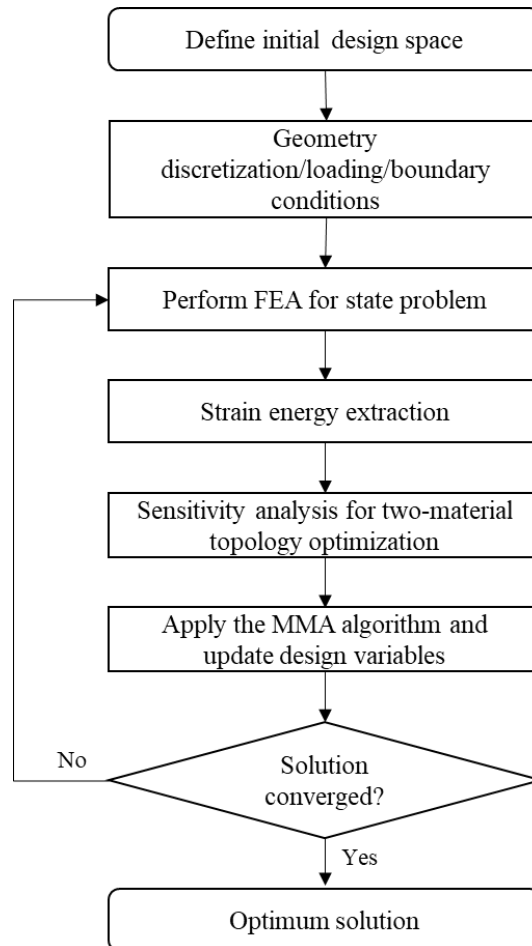 Define initial design space
Geometry
discretization/loading/boundary
conditions
Perform FEA for state problem
Strain energy extraction
Sensitivity analysis for two-material
topology optimization
Apply the MMA algorithm and
update design variables
No
Solution
converged?
Yes
Optimum solution